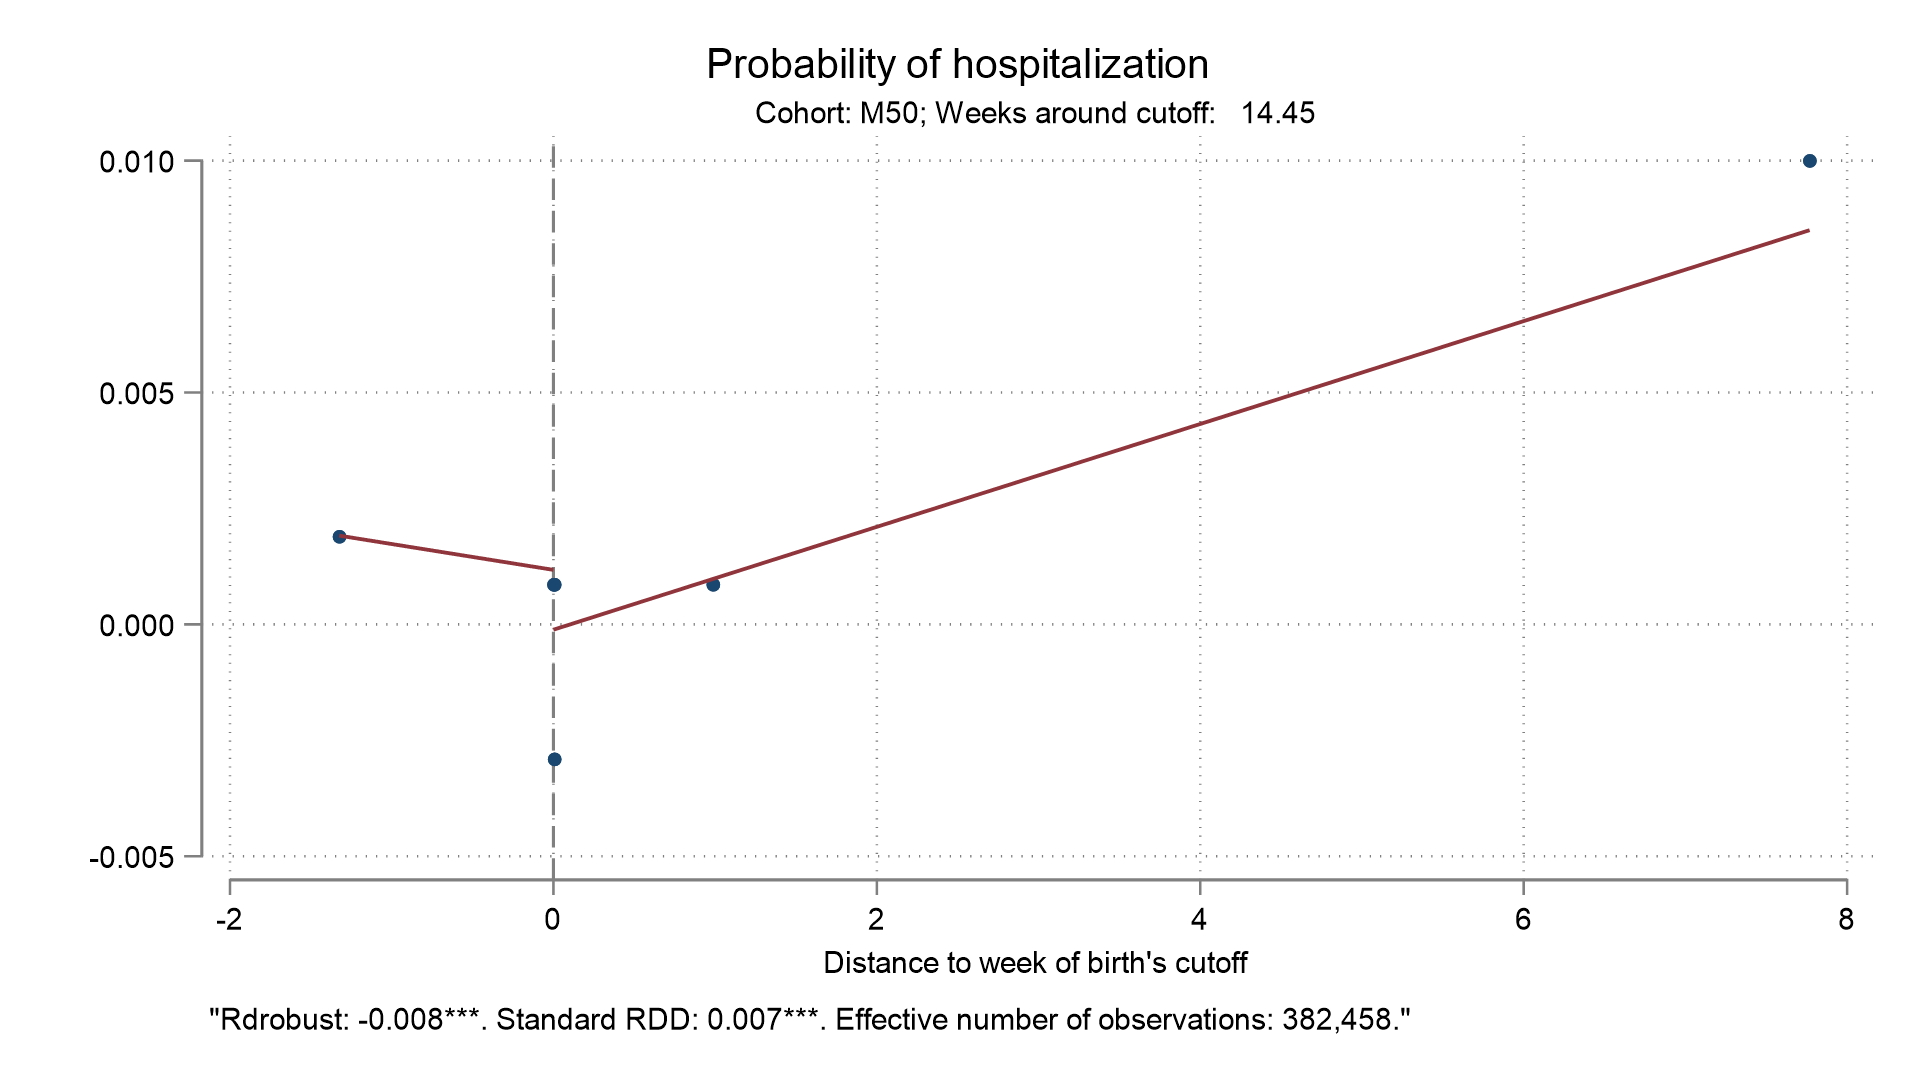 Probability of hospitalization
Cohort: M50; Weeks around cutoff:   14.45
0.010
0.005
0.000
-0.005
-2 0 2 4 6 8
Distance to week of birth's cutoff
"Rdrobust: -0.008***. Standard RDD: 0.007***. Effective number of observations: 382,458."